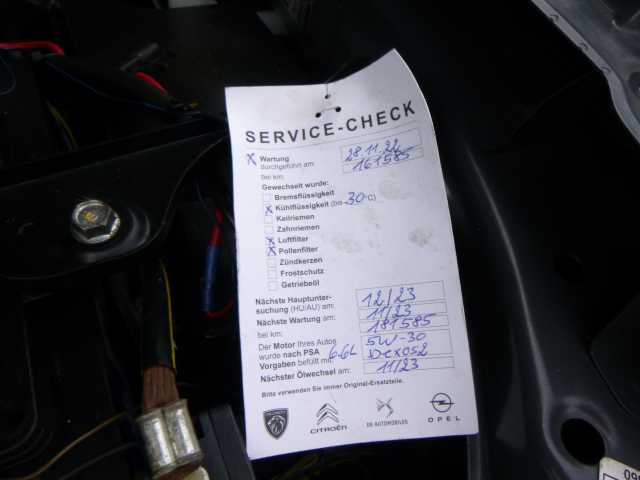 SERVICE-CHECK
X Wartung
durchgeführt am: 28.11.22
bei km: 161585
Gewechselt wurde:
Bremsflüssigkeit
X Kühlflüssigkeit (bis -30°C)
Keilriemen
Zahnriemen
X Luftfilter
X Pollenfilter
Zündkerzen
Frostschutz
Getriebeöl
Nächste Hauptunter-
suchung (HU/AU) am: 12/23
Nächste Wartung am: 11/23
bei km: 181585
Der Motor Ihres Autos 5W-30
wurde nach PSA 6.6L Dexos2
Vorgaben befüllt mit:
Nächster Ölwechsel am: 11/23
Bitte verwenden Sie immer Original-Ersatzteile.
CITROËN
DS AUTOMOBILES
OPEL